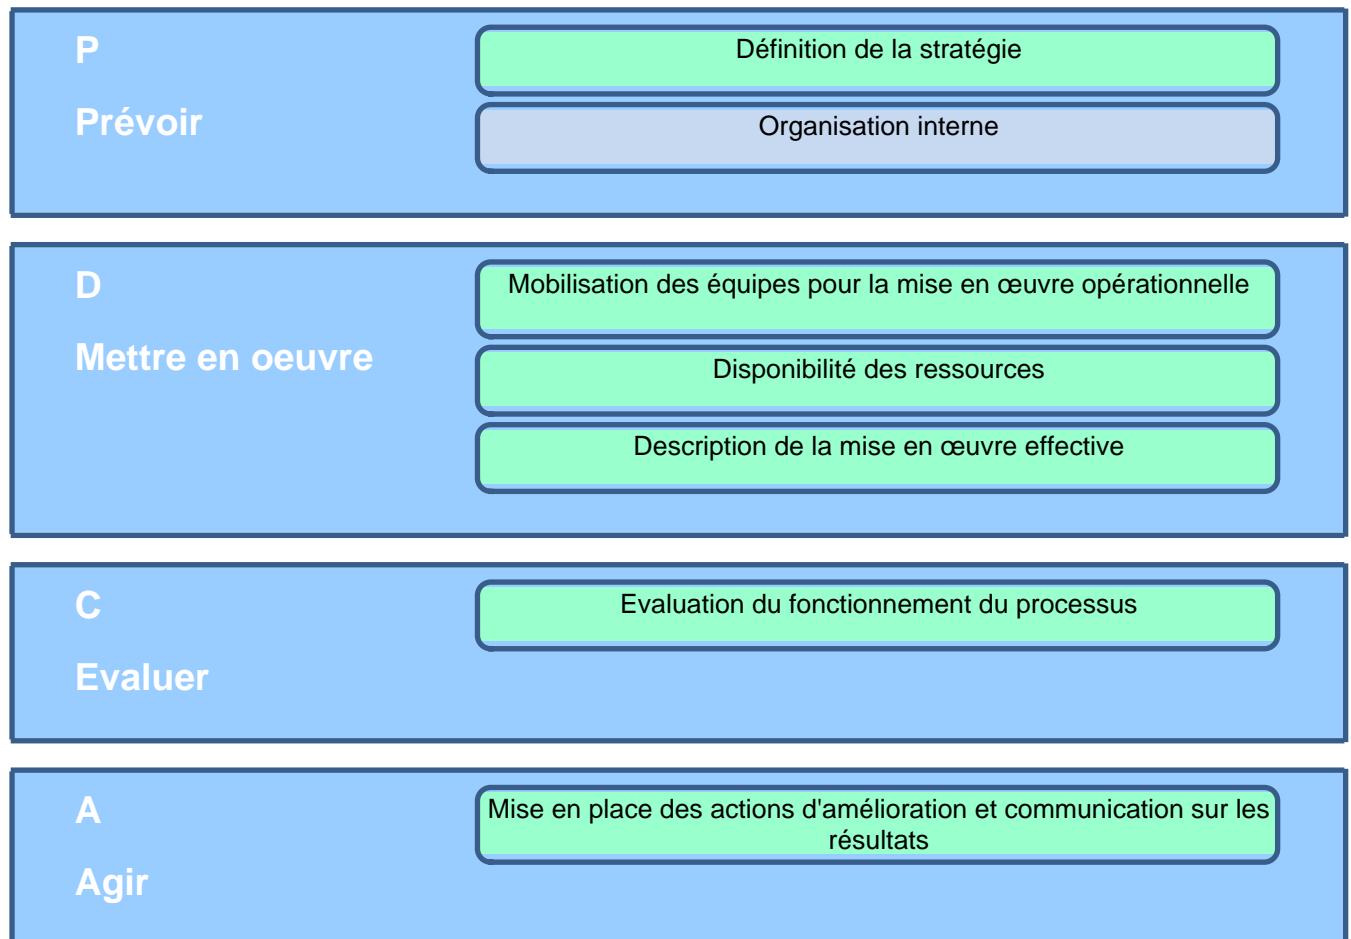 P
Prévoir
Définition de la stratégie
Organisation interne
D
Mettre en oeuvre
Mobilisation des équipes pour la mise en œuvre opérationnelle
Disponibilité des ressources
Description de la mise en œuvre effective
C
Evaluer
Evaluation du fonctionnement du processus
A
Agir
Mise en place des actions d'amélioration et communication sur les
résultats